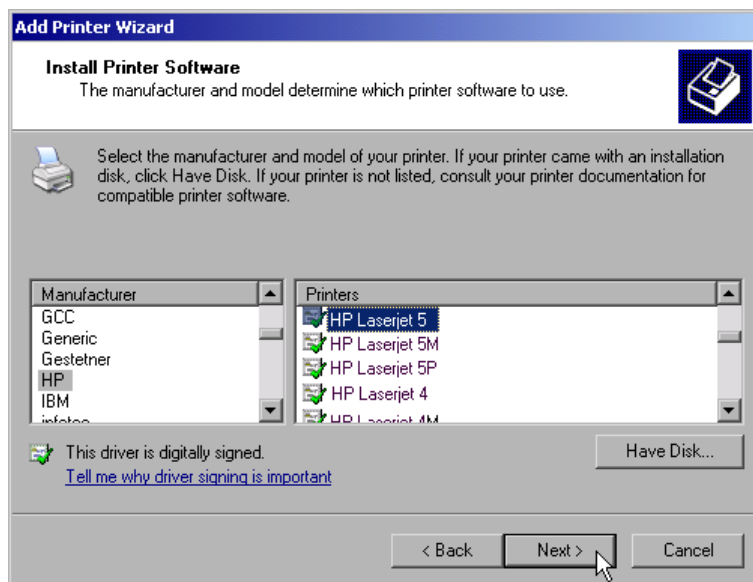 Add Printer Wizard
Install Printer Software
The manufacturer and model determine which printer software to use.
Select the manufacturer and model of your printer. If your printer came with an installation
disk, click Have Disk. If your printer is not listed, consult your printer documentation for
compatible printer software.
Manufacturer
GCC
Generic
Gestetner
HP
IBM
infotec
Printers
HP Laserjet 5
HP Laserjet 5M
HP Laserjet 5P
HP Laserjet 4
HP Laserjet 4M
This driver is digitally signed.
Tell me why driver signing is important
Have Disk...
< Back
Next >
Cancel